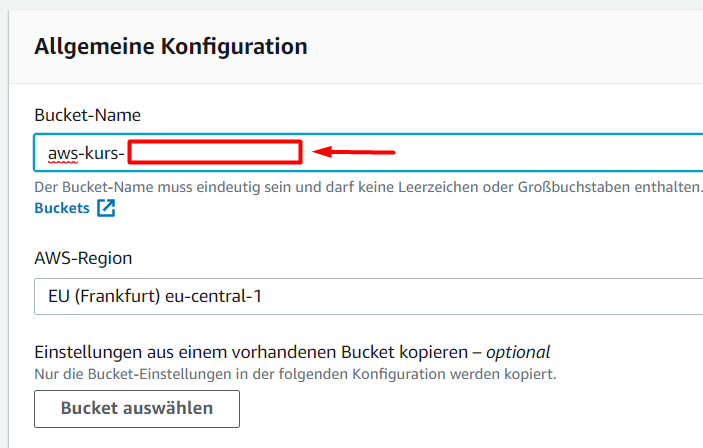 Allgemeine Konfiguration
Bucket-Name
aws-kurs-
Der Bucket-Name muss eindeutig sein und darf keine Leerzeichen oder Großbuchstaben enthalten.
Buckets
AWS-Region
EU (Frankfurt) eu-central-1
Einstellungen aus einem vorhandenen Bucket kopieren – optional
Nur die Bucket-Einstellungen in der folgenden Konfiguration werden kopiert.
Bucket auswählen